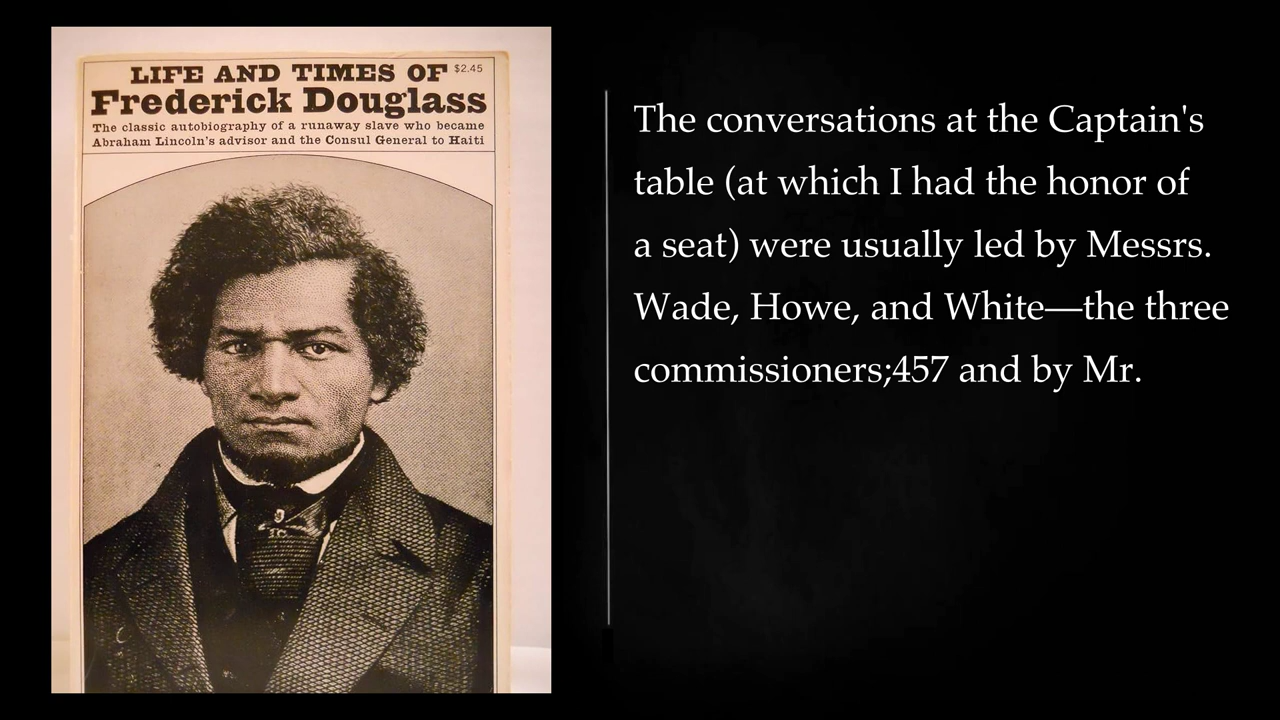 LIFE AND TIMES OF $2.45
Frederick Douglass
The classic autobiography of a runaway slave who became
Abraham Lincoln's advisor and the Consul General to Haiti
The conversations at the Captain's
table (at which I had the honor of
a seat) were usually led by Messrs.
Wade, Howe, and White—the three
commissioners;457 and by Mr.